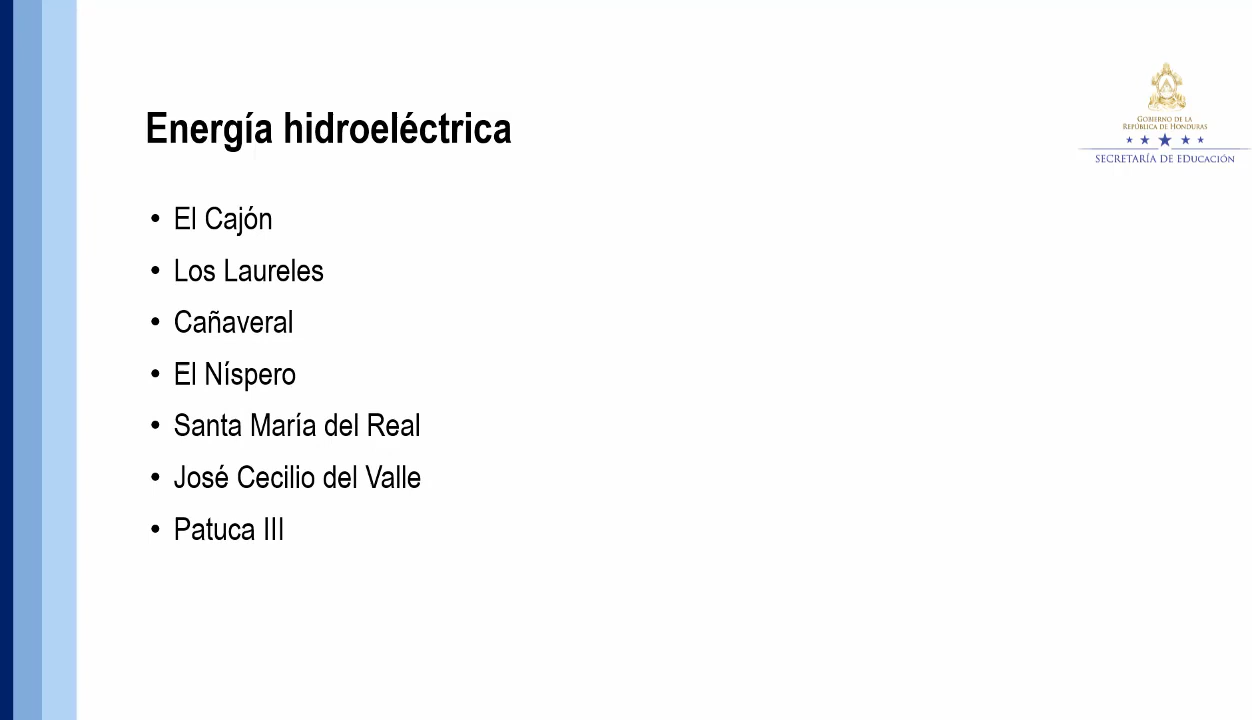 Energía hidroeléctrica
GOBIERNO DE LA
REPÚBLICA DE HONDURAS
SECRETARÍA DE EDUCACIÓN
• El Cajón
• Los Laureles
• Cañaveral
• El Níspero
• Santa María del Real
• José Cecilio del Valle
• Patuca III